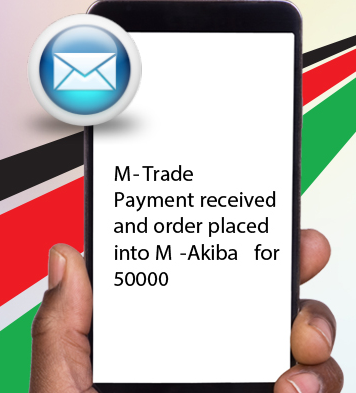 M-Trade
Payment received
and order placed
into M -Akiba for
50000